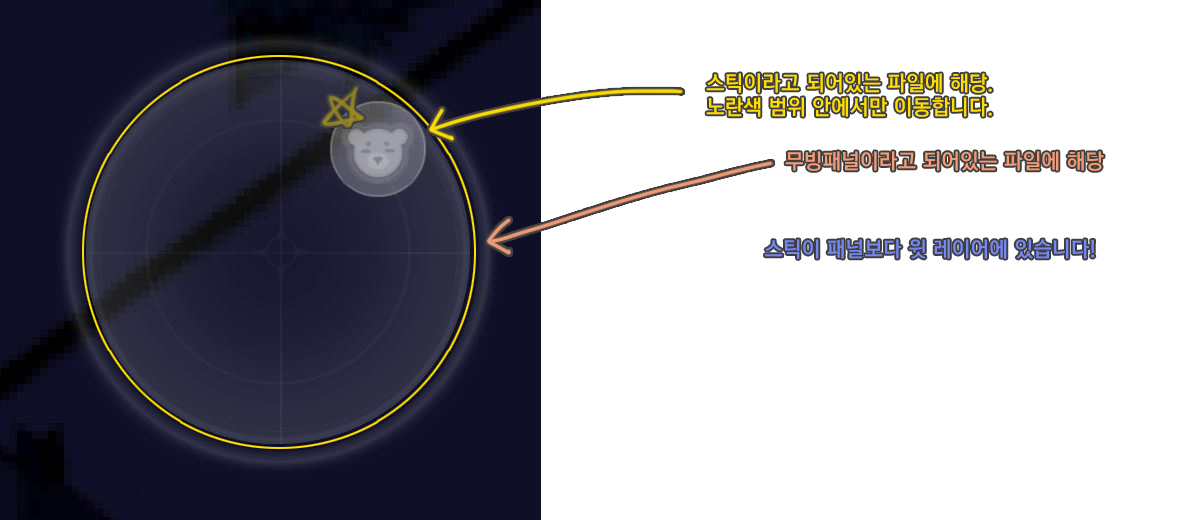 스틱이라고 되어있는 파일에 해당.
노란색 범위 안에서만 이동합니다.
무빙패널이라고 되어있는 파일에 해당
스틱이 패널보다 윗 레이어에 있습니다!